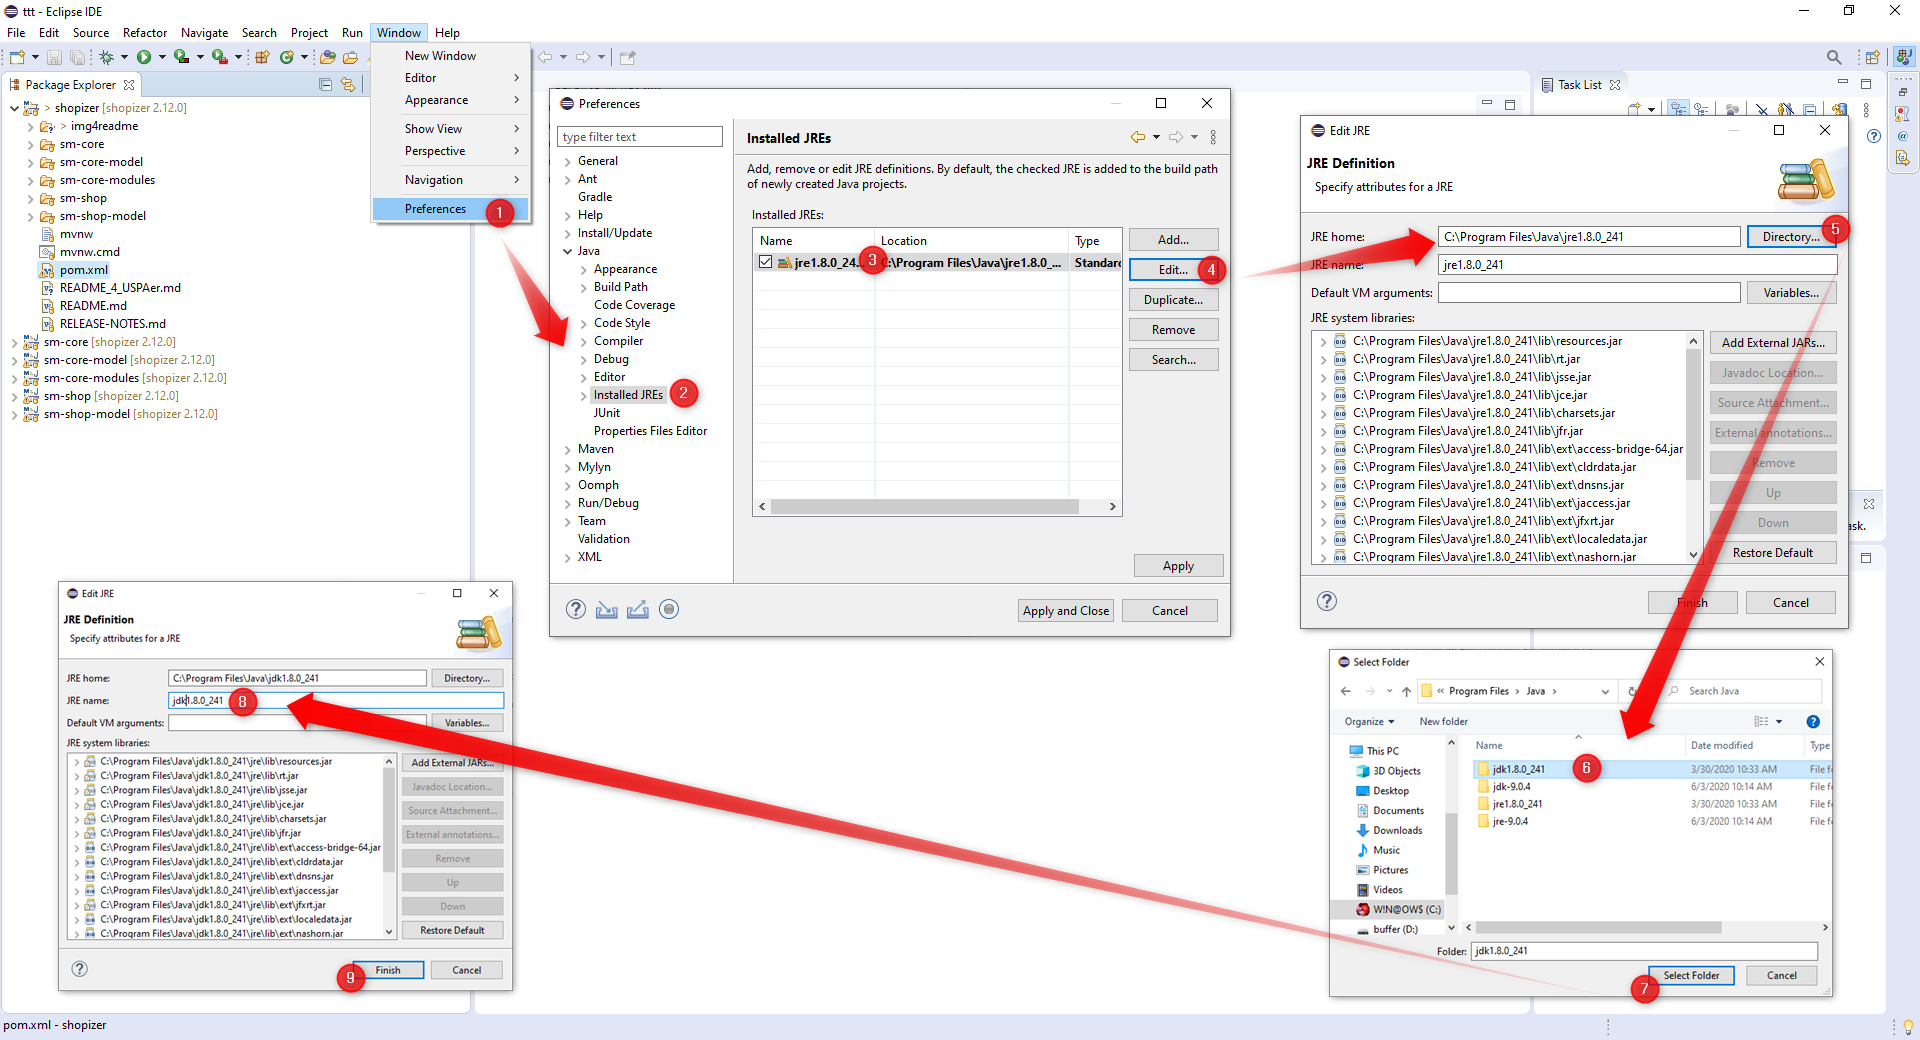 ttt - Eclipse IDE
File Edit Source Refactor Navigate Search Project Run Window Help
Package Explorer
> shopizer [shopizer 2.12.0]
> img4readme
sm-core
sm-core-model
sm-core-modules
sm-shop
sm-shop-model
mvnw
mvnw.cmd
pom.xml
README_4_USPAer.md
README.md
RELEASE-NOTES.md
sm-core [shopizer 2.12.0]
sm-core-model [shopizer 2.12.0]
sm-core-modules [shopizer 2.12.0]
sm-shop [shopizer 2.12.0]
sm-shop-model [shopizer 2.12.0]
New Window
Editor
Appearance
Show View
Perspective
Navigation
Preferences 1
Preferences
type filter text
General
Ant
Gradle
Help
Install/Update
Java
Appearance
Build Path
Code Coverage
Code Style
Compiler
Debug
Editor
Installed JREs 2
JUnit
Properties Files Editor
Maven
Mylyn
Oomph
Run/Debug
Team
Validation
XML
Installed JREs
Add, remove or edit JRE definitions. By default, the checked JRE is added to the build path
of newly created Java projects.
Installed JREs:
Name Location Type
jre1.8.0_24... 3 C:\Program Files\Java\jre1.8.0_... Standard
Add...
Edit... 4
Duplicate...
Remove
Search...
Apply
Apply and Close Cancel
Task List
Edit JRE
JRE Definition
Specify attributes for a JRE
JRE home: C:\Program Files\Java\jre1.8.0_241 Directory... 5
JRE name: jre1.8.0_241
Default VM arguments: Variables...
JRE system libraries:
C:\Program Files\Java\jre1.8.0_241\lib\resources.jar
C:\Program Files\Java\jre1.8.0_241\lib\rt.jar
C:\Program Files\Java\jre1.8.0_241\lib\jsse.jar
C:\Program Files\Java\jre1.8.0_241\lib\jce.jar
C:\Program Files\Java\jre1.8.0_241\lib\charsets.jar
C:\Program Files\Java\jre1.8.0_241\lib\jfr.jar
C:\Program Files\Java\jre1.8.0_241\lib\ext\access-bridge-64.jar
C:\Program Files\Java\jre1.8.0_241\lib\ext\cldrdata.jar
C:\Program Files\Java\jre1.8.0_241\lib\ext\dnsns.jar
C:\Program Files\Java\jre1.8.0_241\lib\ext\jaccess.jar
C:\Program Files\Java\jre1.8.0_241\lib\ext\jfxrt.jar
C:\Program Files\Java\jre1.8.0_241\lib\ext\localedata.jar
C:\Program Files\Java\jre1.8.0_241\lib\ext\nashorn.jar
Add External JARs...
Javadoc Location...
Source Attachment...
External annotations...
Remove
Up
Down
Restore Default
Finish Cancel
ask.
Select Folder
« Program Files > Java > Search Java
Organize New folder
This PC
3D Objects
Desktop
Documents
Downloads
Music
Pictures
Videos
W!N@OW$ (C:)
buffer (D:)
Name Date modified Type
jdk1.8.0_241 6 3/30/2020 10:33 AM File f
jdk-9.0.4 6/3/2020 10:14 AM File f
jre1.8.0_241 3/30/2020 10:33 AM File f
jre-9.0.4 6/3/2020 10:14 AM File f
Folder: jdk1.8.0_241
7 Select Folder Cancel
Edit JRE
JRE Definition
Specify attributes for a JRE
JRE home: C:\Program Files\Java\jdk1.8.0_241 Directory...
JRE name: jdk1.8.0_241 8
Default VM arguments: Variables...
JRE system libraries:
C:\Program Files\Java\jdk1.8.0_241\jre\lib\resources.jar
C:\Program Files\Java\jdk1.8.0_241\jre\lib\rt.jar
C:\Program Files\Java\jdk1.8.0_241\jre\lib\jsse.jar
C:\Program Files\Java\jdk1.8.0_241\jre\lib\jce.jar
C:\Program Files\Java\jdk1.8.0_241\jre\lib\charsets.jar
C:\Program Files\Java\jdk1.8.0_241\jre\lib\jfr.jar
C:\Program Files\Java\jdk1.8.0_241\jre\lib\ext\access-bridge-64.jar
C:\Program Files\Java\jdk1.8.0_241\jre\lib\ext\cldrdata.jar
C:\Program Files\Java\jdk1.8.0_241\jre\lib\ext\dnsns.jar
C:\Program Files\Java\jdk1.8.0_241\jre\lib\ext\jaccess.jar
C:\Program Files\Java\jdk1.8.0_241\jre\lib\ext\jfxrt.jar
C:\Program Files\Java\jdk1.8.0_241\jre\lib\ext\localedata.jar
C:\Program Files\Java\jdk1.8.0_241\jre\lib\ext\nashorn.jar
Add External JARs...
Javadoc Location...
Source Attachment...
External annotations...
Remove
Up
Down
Restore Default
9 Finish Cancel
pom.xml - shopizer